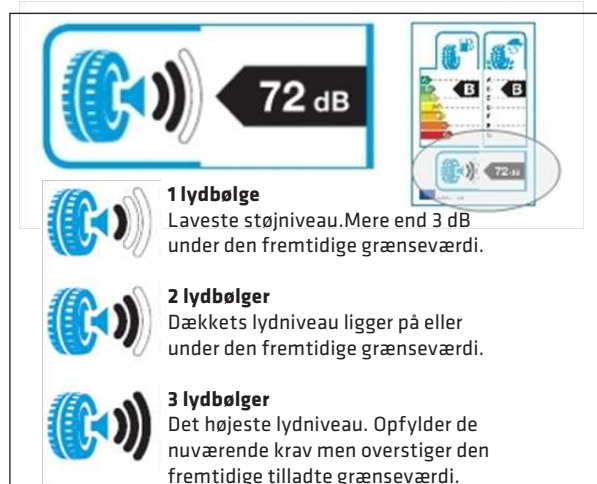 72 dB
B B
72 dB
1 lydbølge
Laveste støjniveau.Mere end 3 dB
under den fremtidige grænseværdi.
2 lydbølger
Dækkets lydniveau ligger på eller
under den fremtidige grænseværdi.
3 lydbølger
Det højeste lydniveau. Opfylder de
nuværende krav men overstiger den
fremtidige tilladte grænseværdi.